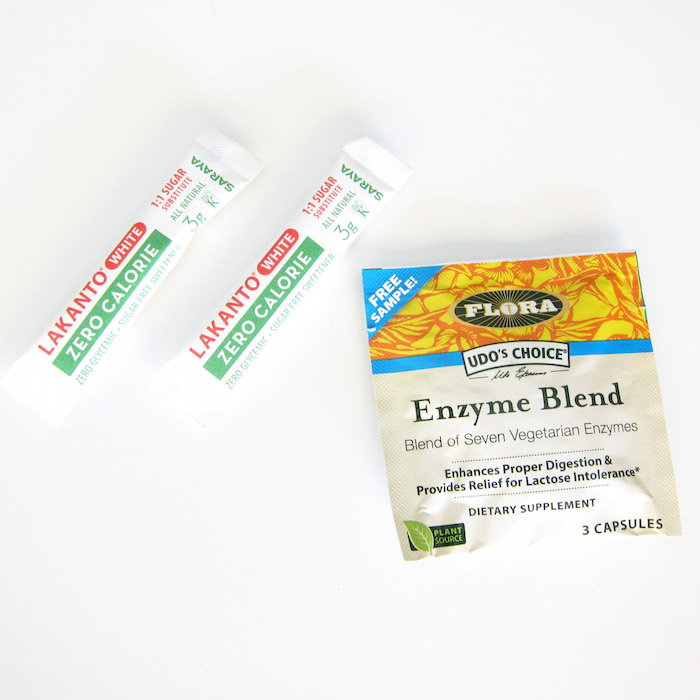 LAKANTO® WHITE
ZERO CALORIE
ZERO GLYCEMIC • SUGAR FREE SWEETENER
1:1 SUGAR
SUBSTITUTE
ALL NATURAL
3g K
SARAYA
LAKANTO® WHITE
ZERO CALORIE
ZERO GLYCEMIC • SUGAR FREE SWEETENER
1:1 SUGAR
SUBSTITUTE
ALL NATURAL
3g K
SARAYA
FREE
SAMPLE!
FLORA
UDO'S CHOICE®
Enzyme Blend
Blend of Seven Vegetarian Enzymes
Enhances Proper Digestion &
Provides Relief for Lactose Intolerance*
DIETARY SUPPLEMENT
PLANT
SOURCE
3 CAPSULES